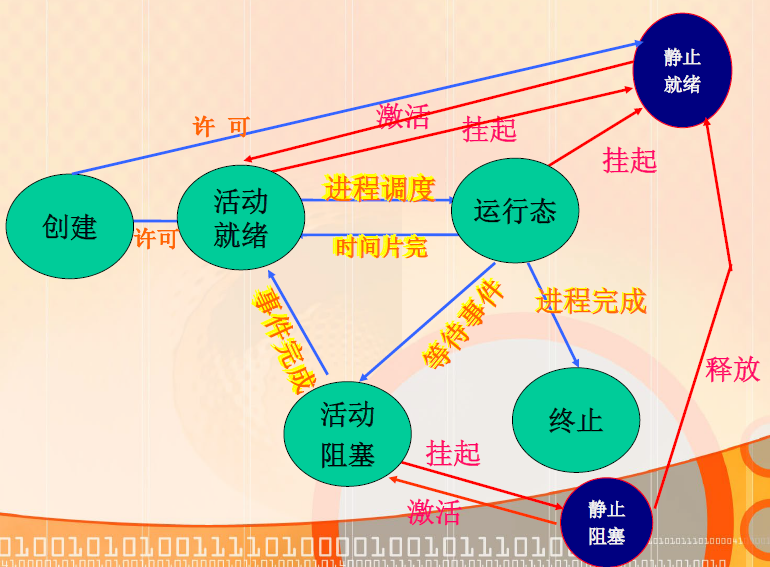 静止
就绪
许 可
激活
挂起
挂起
创建
许可
活动
就绪
进程调度
时间片完
运行态
事件完成
等待事件
进程完成
释放
活动
阻塞
终止
挂起
激活
静止
阻塞